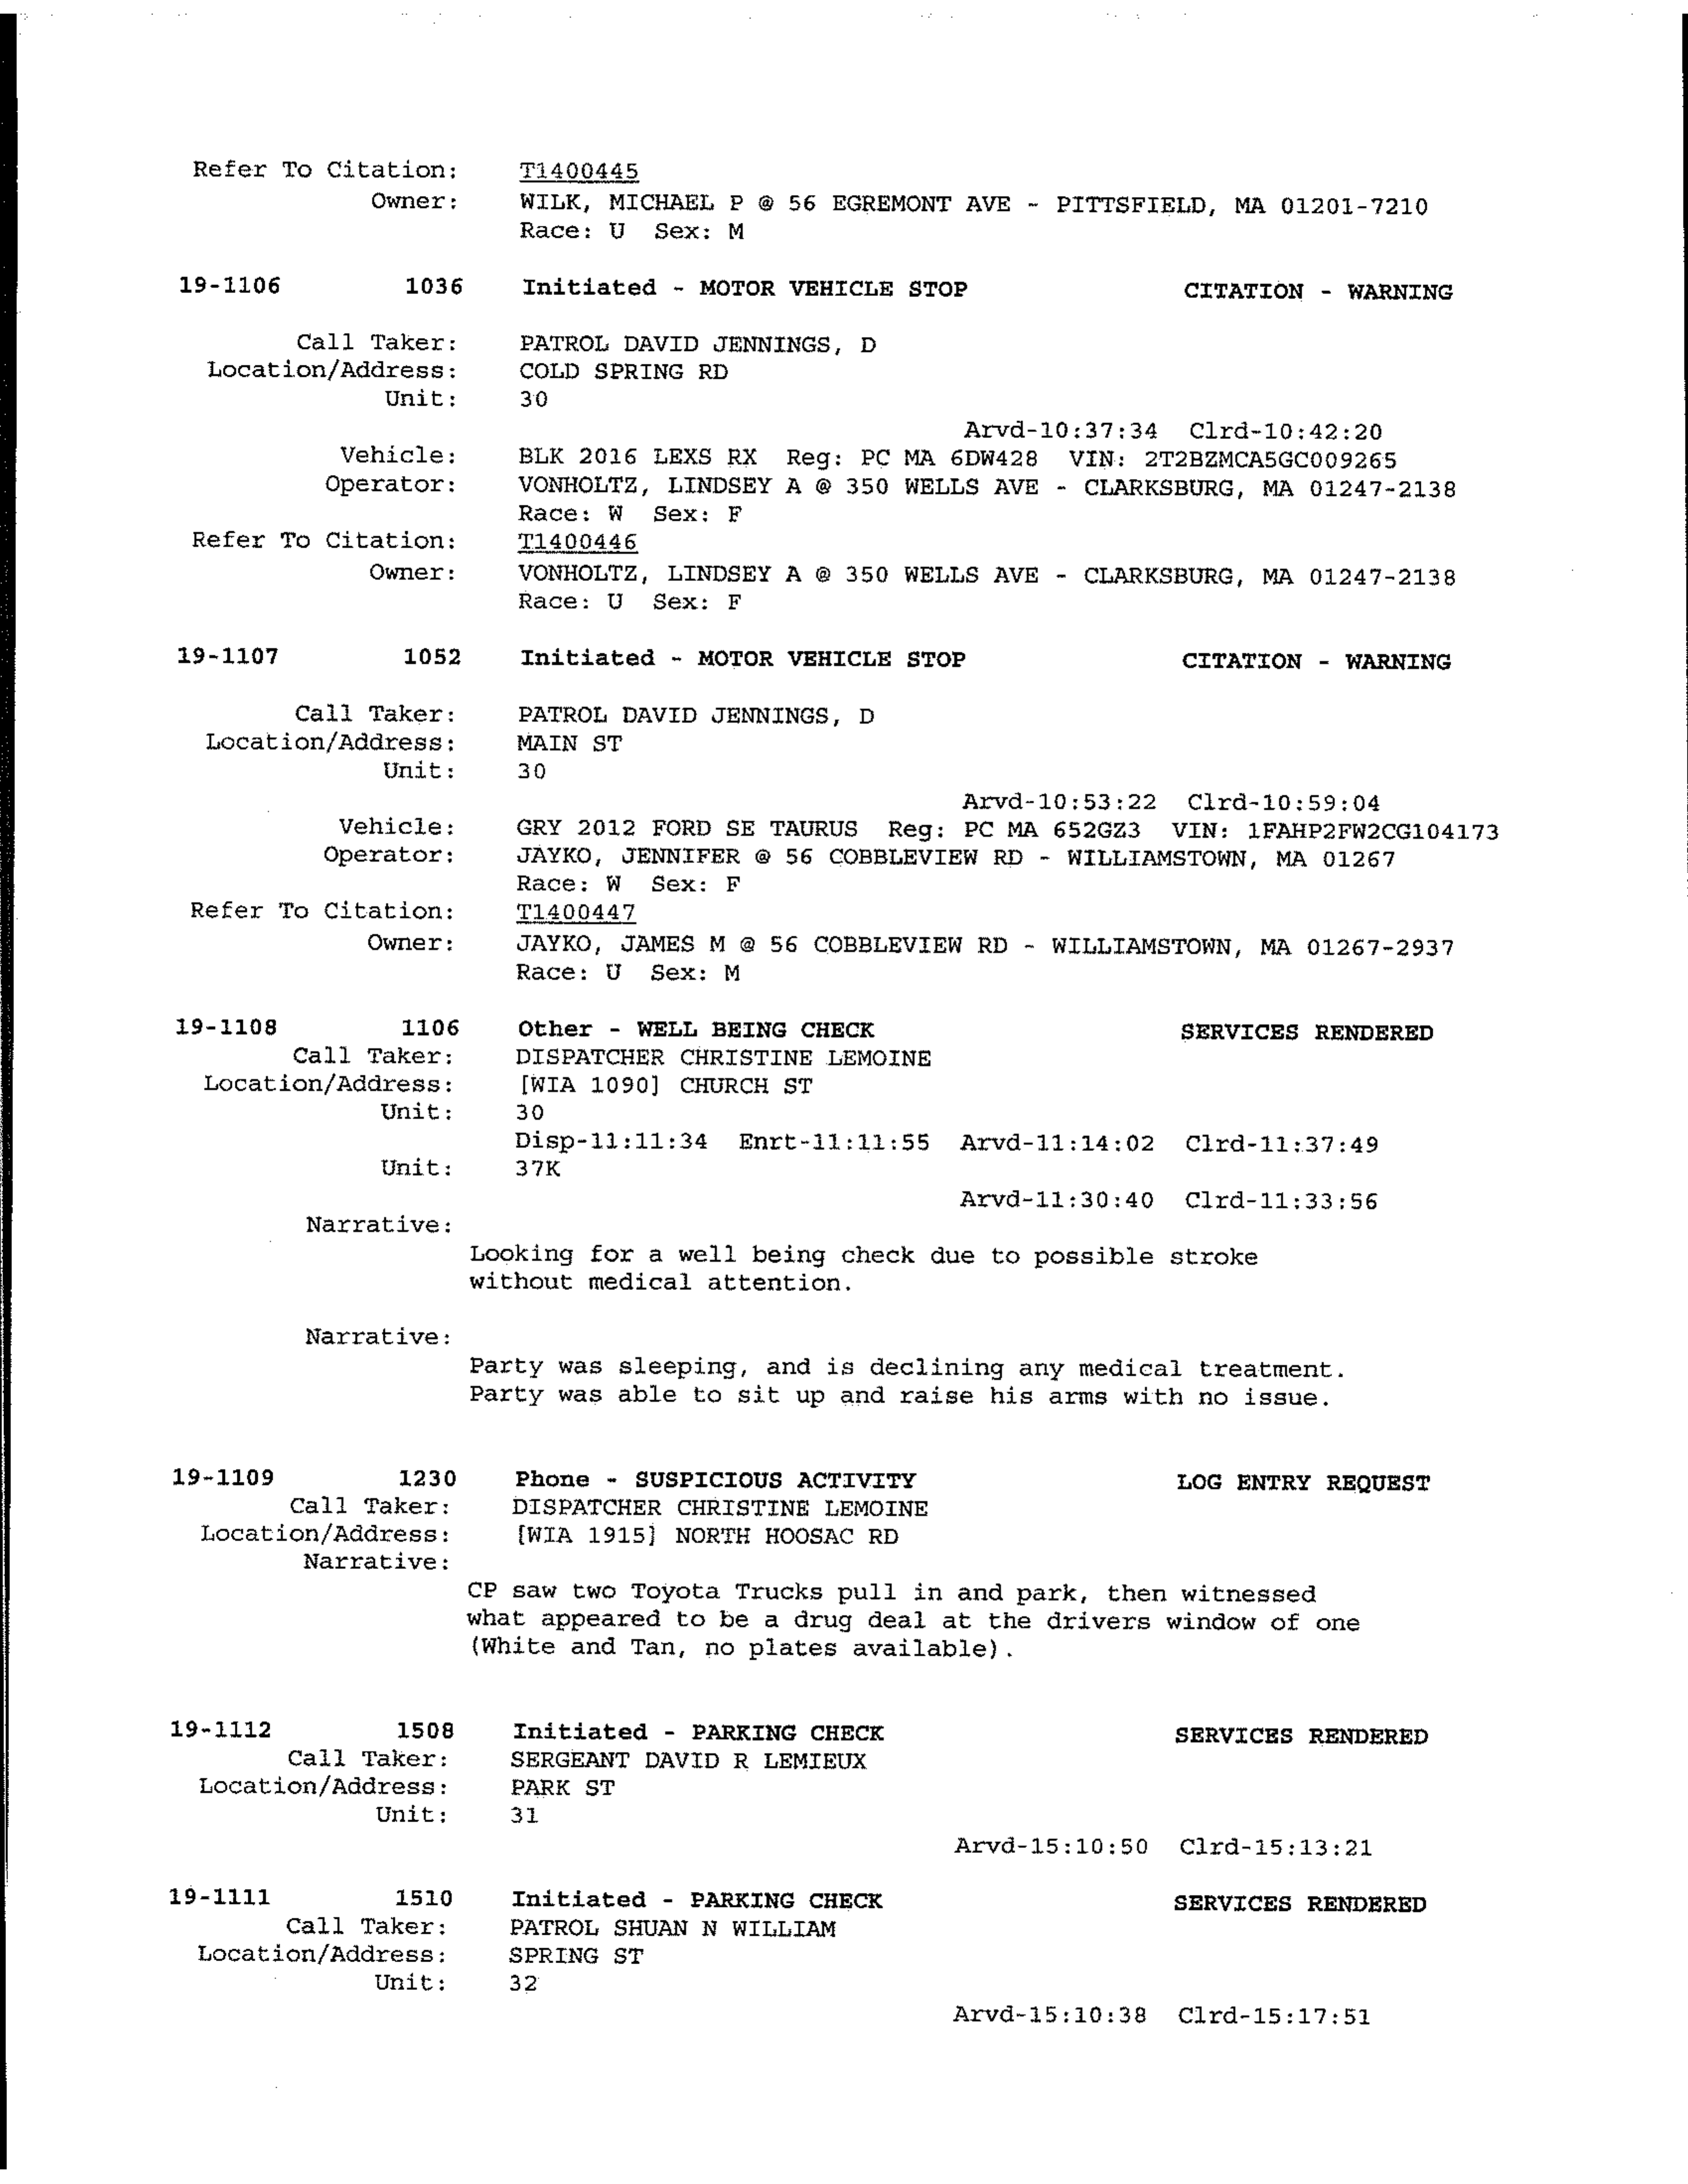 Refer To Citation: T1400445
Owner: WILK, MICHAEL P @ 56 EGREMONT AVE - PITTSFIELD, MA 01201-7210
Race: U Sex: M
19-1106 1036 Initiated - MOTOR VEHICLE STOP CITATION - WARNING
Call Taker: PATROL DAVID JENNINGS, D
Location/Address: COLD SPRING RD
Unit: 30
Arvd-10:37:34 Clrd-10:42:20
Vehicle: BLK 2016 LEXS RX Reg: PC MA 6DW428 VIN: 2T2BZMCA5GC009265
Operator: VONHOLTZ, LINDSEY A @ 350 WELLS AVE - CLARKSBURG, MA 01247-2138
Race: W Sex: F
Refer To Citation: T1400446
Owner: VONHOLTZ, LINDSEY A @ 350 WELLS AVE - CLARKSBURG, MA 01247-2138
Race: U Sex: F
19-1107 1052 Initiated - MOTOR VEHICLE STOP CITATION - WARNING
Call Taker: PATROL DAVID JENNINGS, D
Location/Address: MAIN ST
Unit: 30
Arvd-10:53:22 Clrd-10:59:04
Vehicle: GRY 2012 FORD SE TAURUS Reg: PC MA 652GZ3 VIN: 1FAHP2FW2CG104173
Operator: JAYKO, JENNIFER @ 56 COBBLEVIEW RD - WILLIAMSTOWN, MA 01267
Race: W Sex: F
Refer To Citation: T1400447
Owner: JAYKO, JAMES M @ 56 COBBLEVIEW RD - WILLIAMSTOWN, MA 01267-2937
Race: U Sex: M
19-1108 1106 Other - WELL BEING CHECK SERVICES RENDERED
Call Taker: DISPATCHER CHRISTINE LEMOINE
Location/Address: [WIA 1090] CHURCH ST
Unit: 30
Disp-11:11:34 Enrt-11:11:55 Arvd-11:14:02 Clrd-11:37:49
Unit: 37K
Arvd-11:30:40 Clrd-11:33:56
Narrative:
Looking for a well being check due to possible stroke
without medical attention.
Narrative:
Party was sleeping, and is declining any medical treatment.
Party was able to sit up and raise his arms with no issue.
19-1109 1230 Phone - SUSPICIOUS ACTIVITY LOG ENTRY REQUEST
Call Taker: DISPATCHER CHRISTINE LEMOINE
Location/Address: [WIA 1915] NORTH HOOSAC RD
Narrative:
CP saw two Toyota Trucks pull in and park, then witnessed
what appeared to be a drug deal at the drivers window of one
(White and Tan, no plates available).
19-1112 1508 Initiated - PARKING CHECK SERVICES RENDERED
Call Taker: SERGEANT DAVID R LEMIEUX
Location/Address: PARK ST
Unit: 31
Arvd-15:10:50 Clrd-15:13:21
19-1111 1510 Initiated - PARKING CHECK SERVICES RENDERED
Call Taker: PATROL SHUAN N WILLIAM
Location/Address: SPRING ST
Unit: 32
Arvd-15:10:38 Clrd-15:17:51